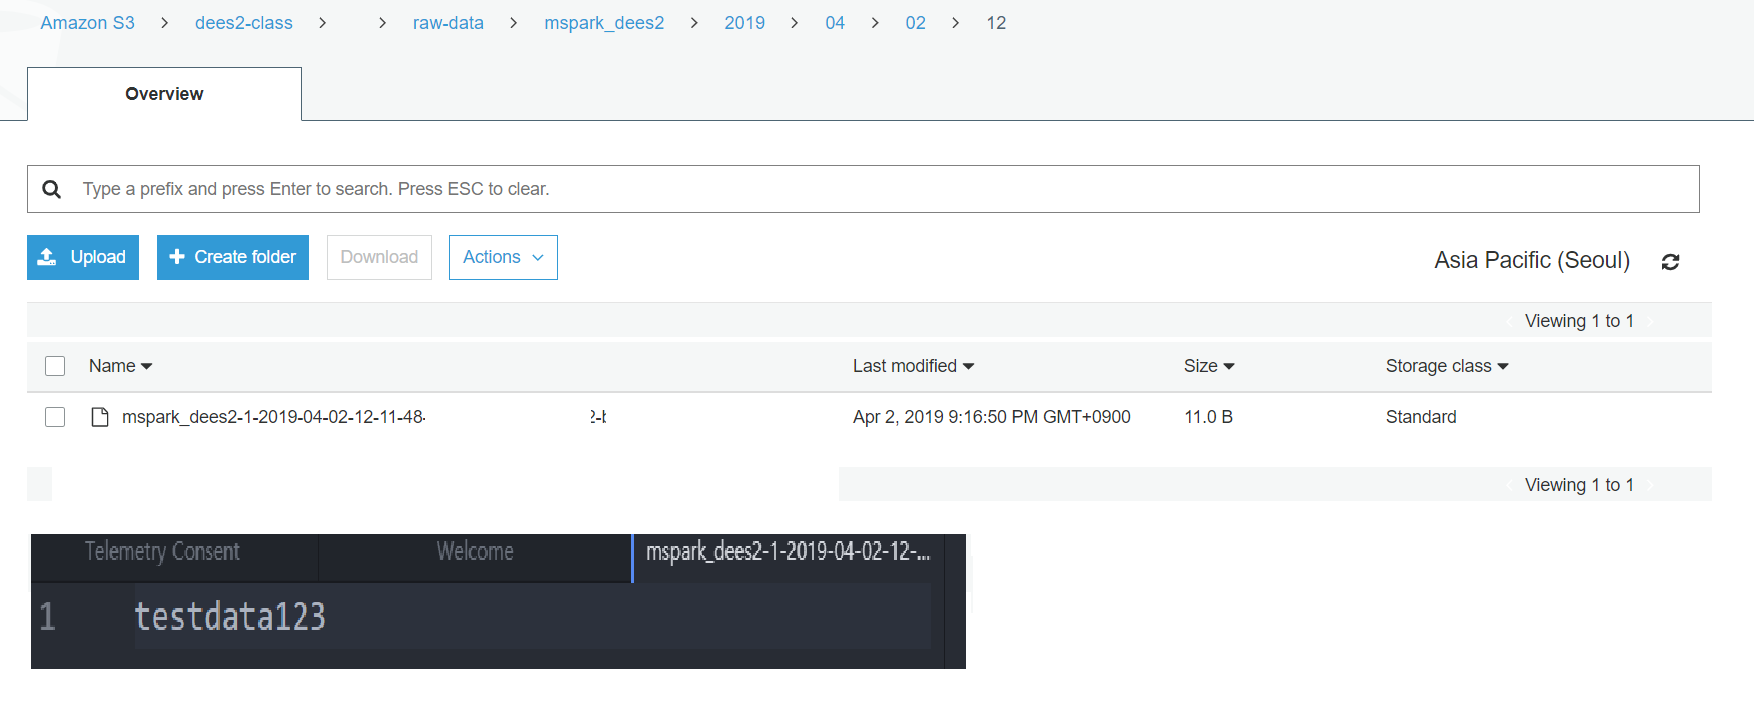 Amazon S3 > dees2-class > > raw-data > mspark_dees2 > 2019 > 04 > 02 > 12
Overview
Type a prefix and press Enter to search. Press ESC to clear.
Upload + Create folder Download Actions
Asia Pacific (Seoul)
Viewing 1 to 1
Name Last modified Size Storage class
mspark_dees2-1-2019-04-02-12-11-48- Apr 2, 2019 9:16:50 PM GMT+0900 11.0 B Standard
Viewing 1 to 1
Telemetry Consent Welcome mspark_dees2-1-2019-04-02-12-...
1 testdata123